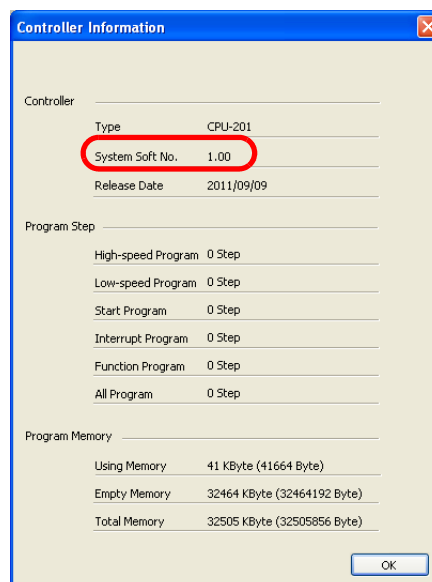 Controller Information
Controller
Type CPU-201
System Soft No. 1.00
Release Date 2011/09/09
Program Step
High-speed Program 0 Step
Low-speed Program 0 Step
Start Program 0 Step
Interrupt Program 0 Step
Function Program 0 Step
All Program 0 Step
Program Memory
Using Memory 41 KByte (41664 Byte)
Empty Memory 32464 KByte (32464192 Byte)
Total Memory 32505 KByte (32505856 Byte)
OK